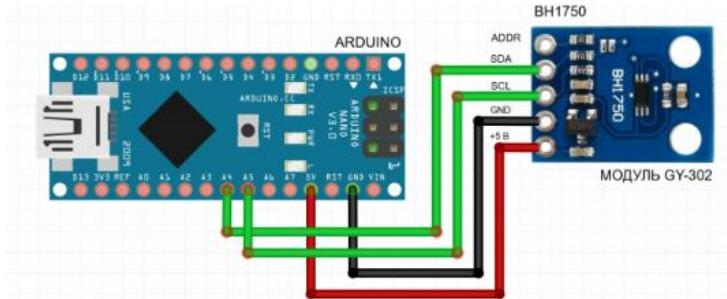 BH1750
ARDUINO
ADDR
SDA
SCL
GND
+5 В
МОДУЛЬ GY-302
BH1750
D12 D11 D10 D9 D8 D7 D6 D5 D4 D3 D2 GND RST RX0 TX1
TX
RX
PWR
L
ARDUINO.CC
RST
ICSP
ARDUINO
NANO
V3.0
USA
2009
1
D13 3V3 REF A0 A1 A2 A3 A4 A5 A6 A7 5V RST GND VIN